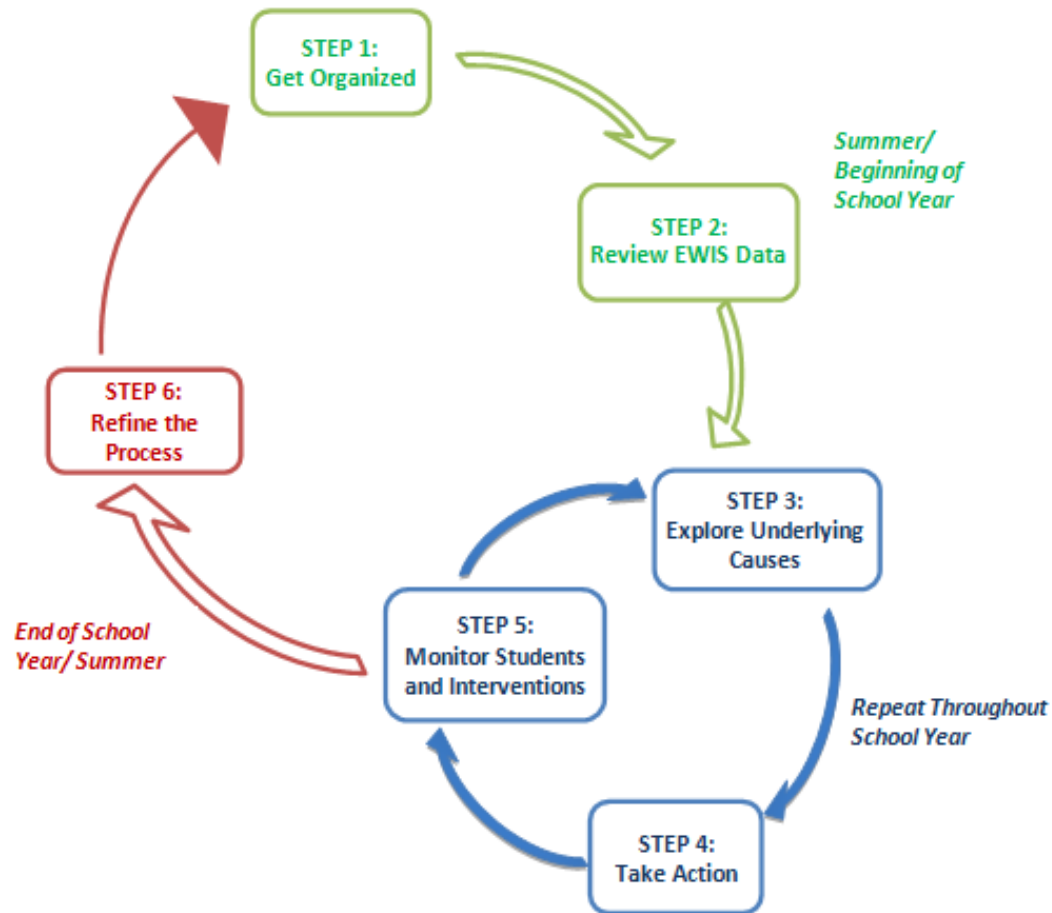 STEP 1:
Get Organized
Summer/
Beginning of
School Year
STEP 2:
Review EWIS Data
STEP 3:
Explore Underlying
Causes
Repeat Throughout
School Year
STEP 4:
Take Action
STEP 5:
Monitor Students
and Interventions
End of School
Year/ Summer
STEP 6:
Refine the
Process